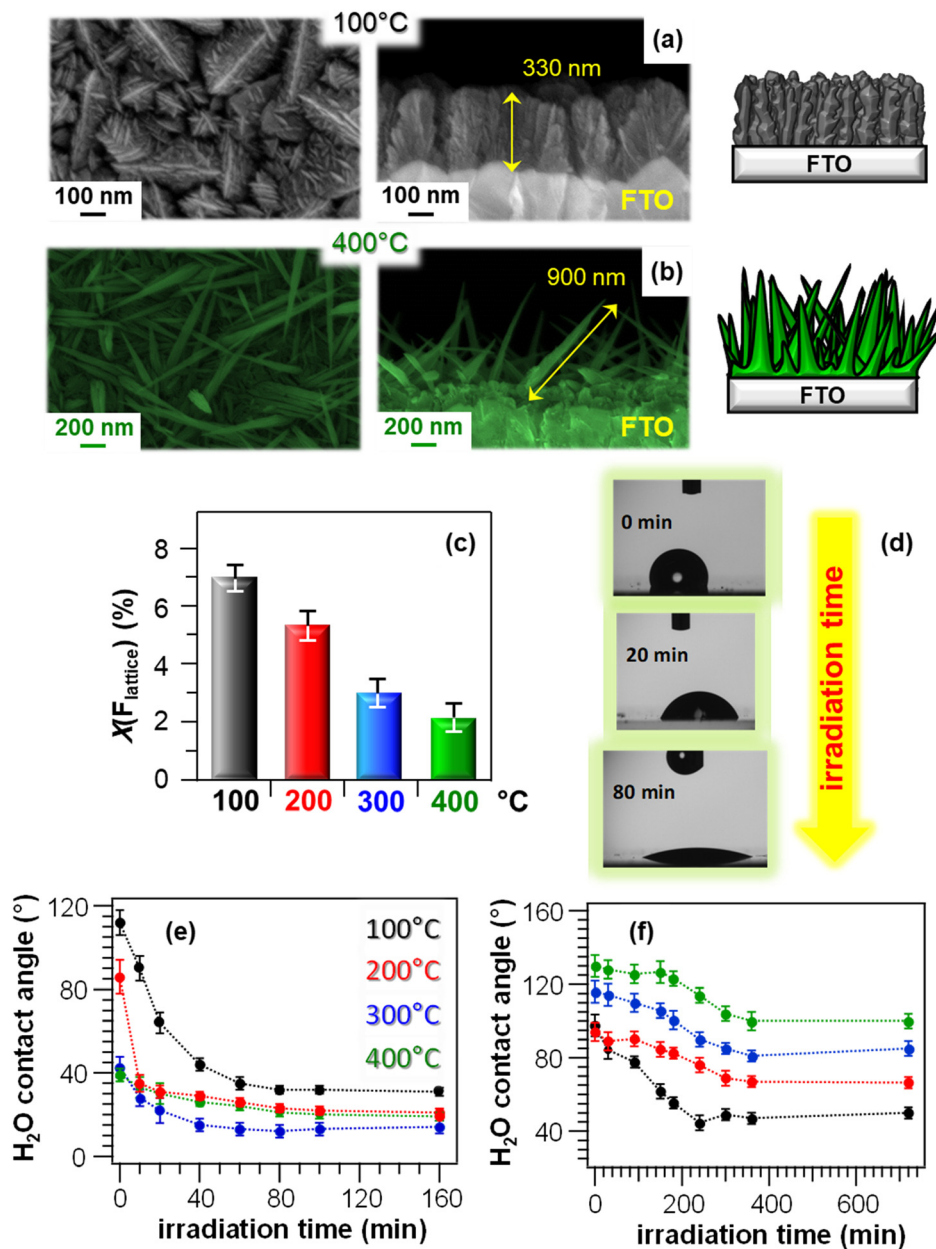 100°C
(a)
330 nm
100 nm
100 nm
FTO
FTO
400°C
(b)
900 nm
200 nm
200 nm
FTO
FTO
(c)
X(F_lattice) (%)
8
6
4
2
0
100 200 300 400 °C
(d)
0 min
20 min
80 min
irradiation time
(e)
H₂O contact angle (°)
120
80
40
0
100°C
200°C
300°C
400°C
0 40 80 120 160
irradiation time (min)
(f)
H₂O contact angle (°)
160
120
80
40
0 200 400 600
irradiation time (min)